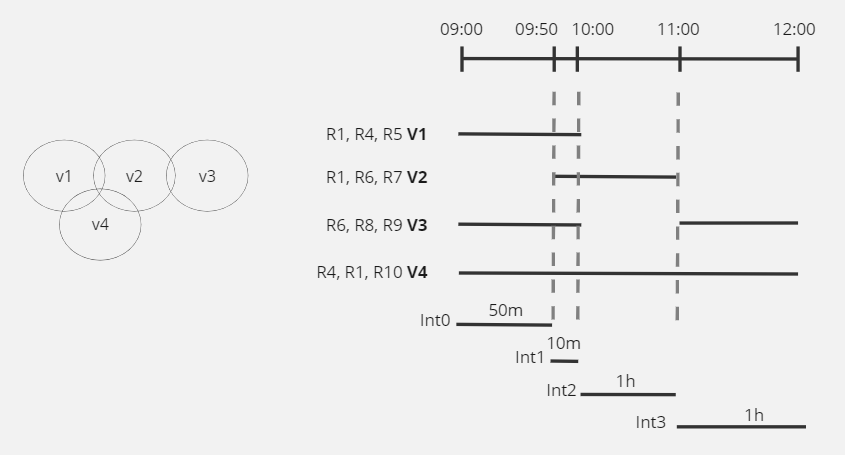 09:00 09:50 10:00 11:00 12:00
R1, R4, R5 V1
v1 v2 v3
R1, R6, R7 V2
v4
R6, R8, R9 V3
R4, R1, R10 V4
Int0 50m
Int1 10m
Int2 1h
Int3 1h